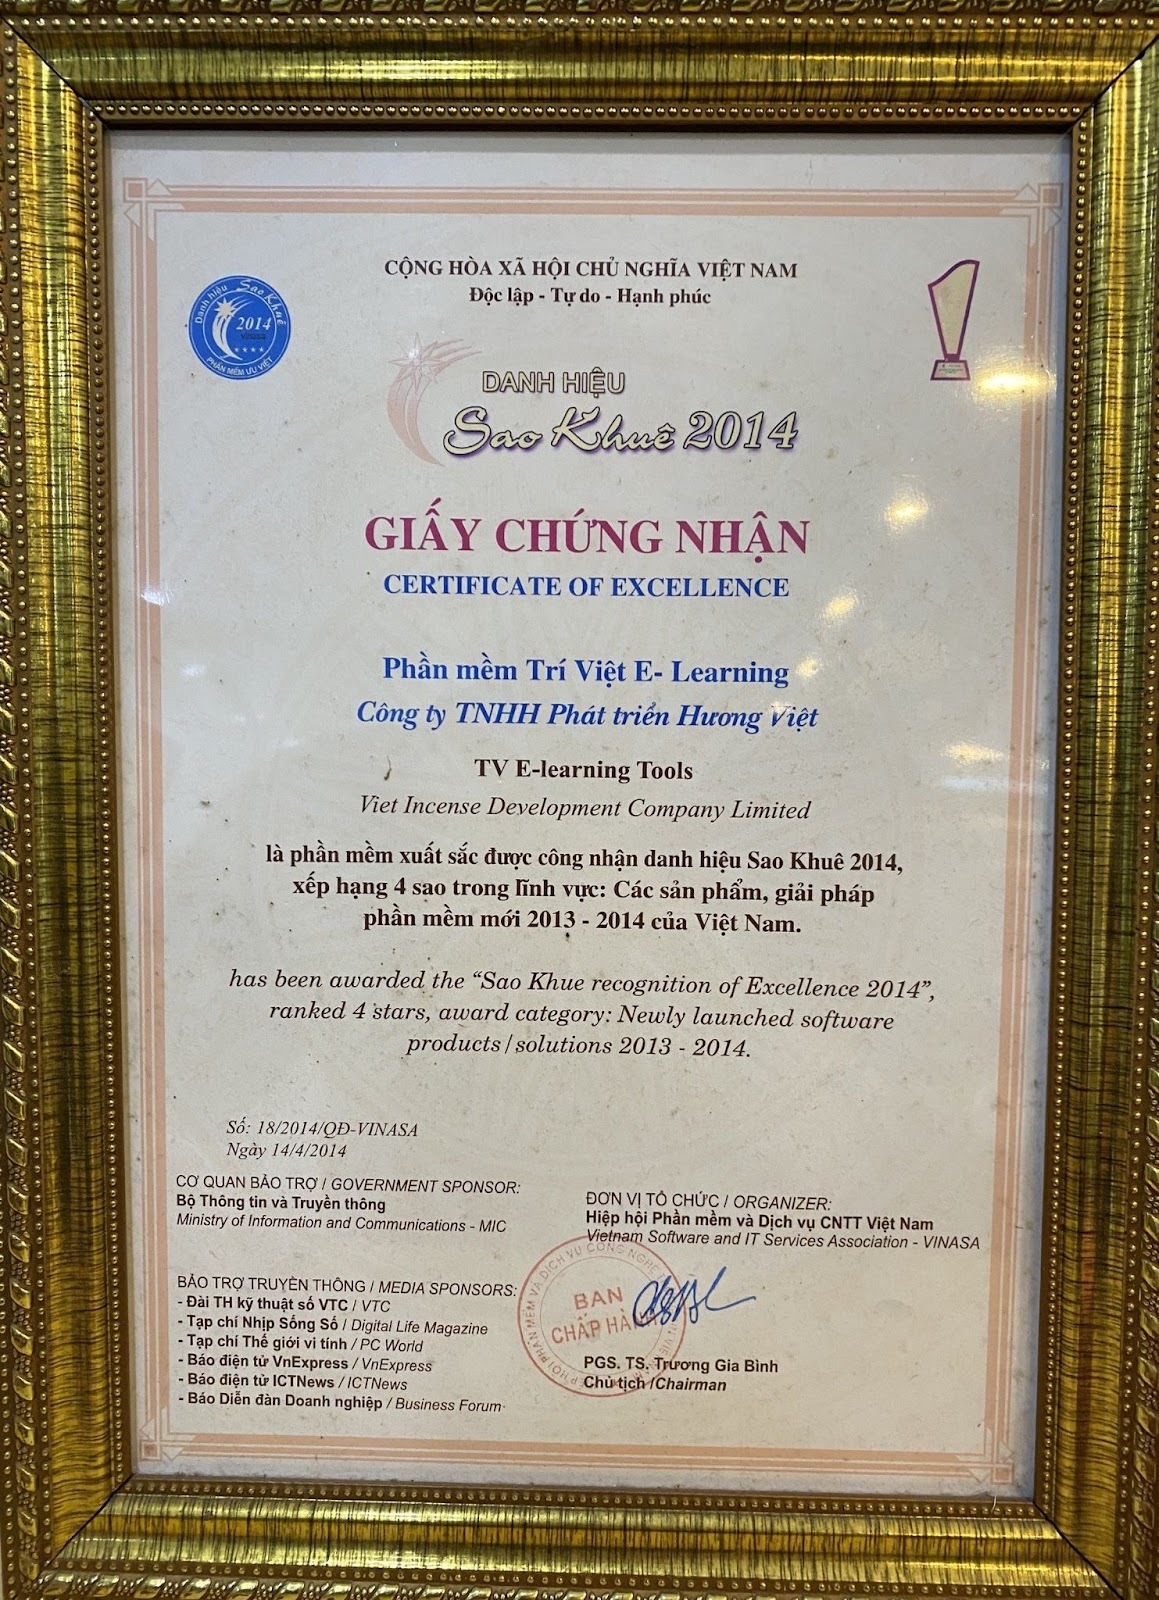 CỘNG HÒA XÃ HỘI CHỦ NGHĨA VIỆT NAM
Độc lập - Tự do - Hạnh phúc
Danh hiệu Sao Khuê
2014
VINASA
PHẦN MỀM ƯU VIỆT
DANH HIỆU
Sao Khuê 2014
GIẤY CHỨNG NHẬN
CERTIFICATE OF EXCELLENCE
Phần mềm Trí Việt E- Learning
Công ty TNHH Phát triển Hương Việt
TV E-learning Tools
Viet Incense Development Company Limited
là phần mềm xuất sắc được công nhận danh hiệu Sao Khuê 2014,
xếp hạng 4 sao trong lĩnh vực: Các sản phẩm, giải pháp
phần mềm mới 2013 - 2014 của Việt Nam.
has been awarded the “Sao Khue recognition of Excellence 2014”,
ranked 4 stars, award category: Newly launched software
products/solutions 2013 - 2014.
Số: 18/2014/QĐ-VINASA
Ngày 14/4/2014
CƠ QUAN BẢO TRỢ / GOVERNMENT SPONSOR:
Bộ Thông tin và Truyền thông
Ministry of Information and Communications - MIC
BẢO TRỢ TRUYỀN THÔNG / MEDIA SPONSORS:
- Đài TH kỹ thuật số VTC / VTC
- Tạp chí Nhịp Sống Số / Digital Life Magazine
- Tạp chí Thế giới vi tính / PC World
- Báo điện tử VnExpress / VnExpress
- Báo điện tử ICTNews / ICTNews
- Báo Diễn đàn Doanh nghiệp / Business Forum
ĐƠN VỊ TỔ CHỨC / ORGANIZER:
Hiệp hội Phần mềm và Dịch vụ CNTT Việt Nam
Vietnam Software and IT Services Association - VINASA
BAN
CHẤP HÀNH
PGS. TS. Trương Gia Bình
Chủ tịch /Chairman